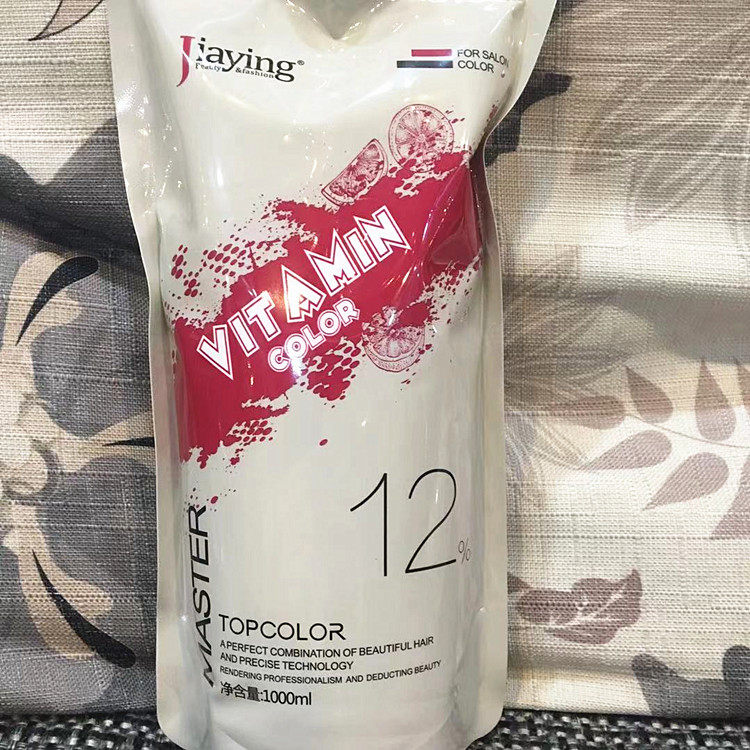 Jiaying®
Beauty &fashion
FOR SALON
COLOR
VITAMIN
COLOR
12%
MASTER
TOPCOLOR
A PERFECT COMBINATION OF BEAUTIFUL HAIR
AND PRECISE TECHNOLOGY
RENDERING PROFESSIONALISM AND DEDUCTING BEAUTY
净含量:1000ml